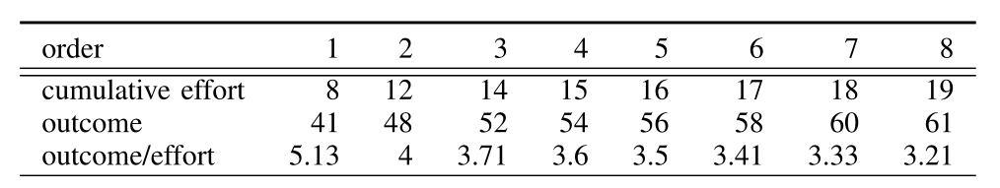 order 1 2 3 4 5 6 7 8
cumulative effort 8 12 14 15 16 17 18 19
outcome 41 48 52 54 56 58 60 61
outcome/effort 5.13 4 3.71 3.6 3.5 3.41 3.33 3.21